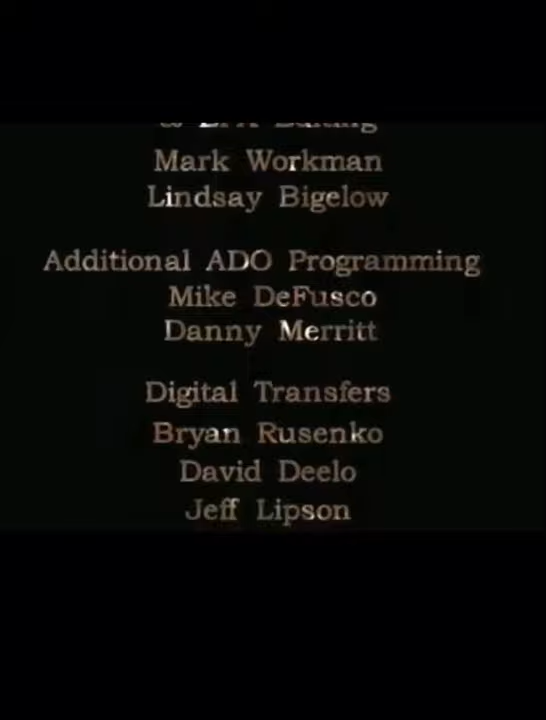 Mark Workman
Lindsay Bigelow
Additional ADO Programming
Mike DeFusco
Danny Merritt
Digital Transfers
Bryan Rusenko
David Deelo
Jeff Lipson